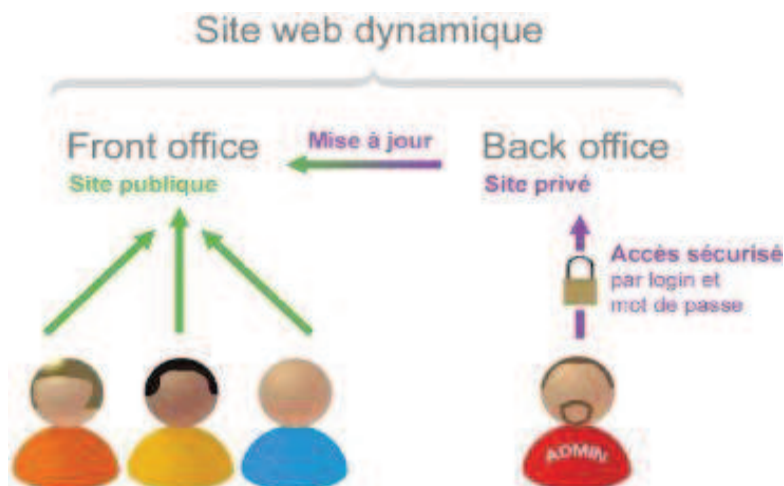 Site web dynamique
Front office
Mise à jour
Back office
Site publique
Site privé
Accès sécurisé
par login et
mot de passe
ADMIN